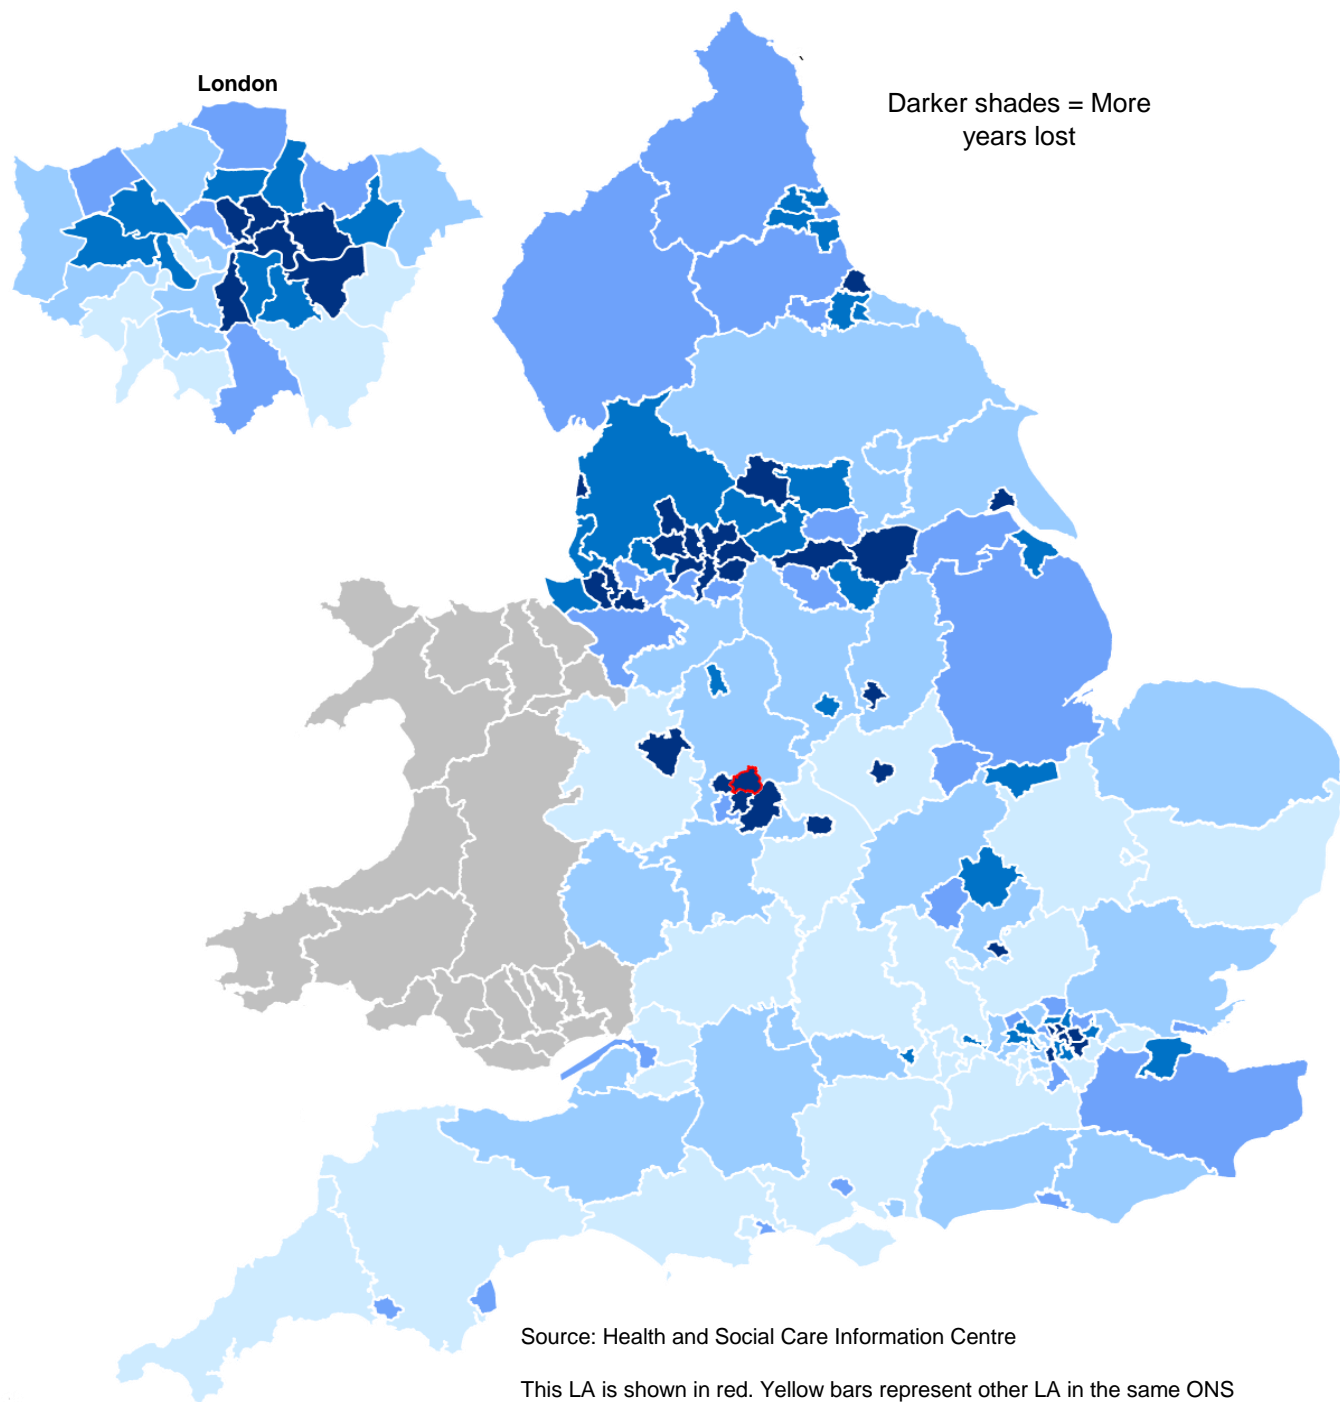 London
Darker shades = More
years lost
Source: Health and Social Care Information Centre
This LA is shown in red. Yellow bars represent other LA in the same ONS